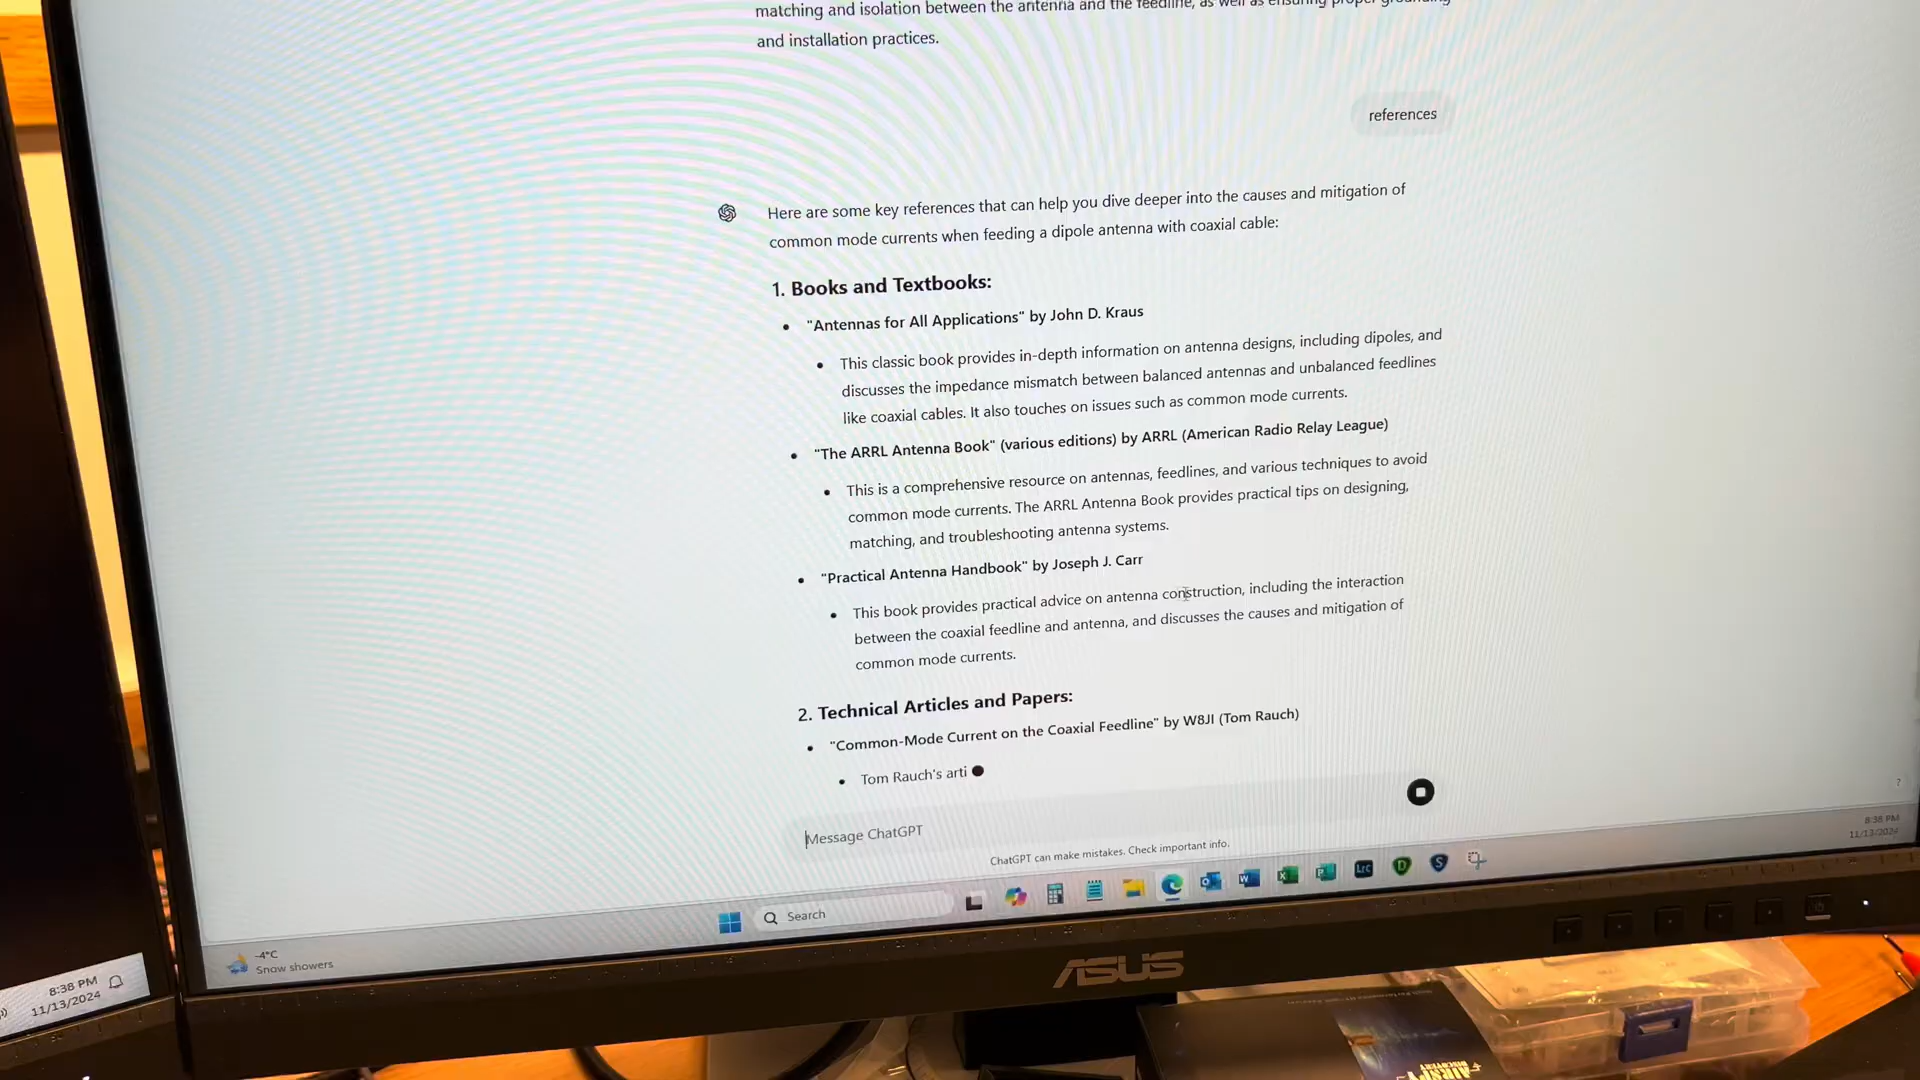 matching and isolation between the antenna and the feedline, as well as ensuring proper grounding
and installation practices.
references
Here are some key references that can help you dive deeper into the causes and mitigation of
common mode currents when feeding a dipole antenna with coaxial cable:
1. Books and Textbooks:
• "Antennas for All Applications" by John D. Kraus
• This classic book provides in-depth information on antenna designs, including dipoles, and
discusses the impedance mismatch between balanced antennas and unbalanced feedlines
like coaxial cables. It also touches on issues such as common mode currents.
• "The ARRL Antenna Book" (various editions) by ARRL (American Radio Relay League)
• This is a comprehensive resource on antennas, feedlines, and various techniques to avoid
common mode currents. The ARRL Antenna Book provides practical tips on designing,
matching, and troubleshooting antenna systems.
• "Practical Antenna Handbook" by Joseph J. Carr
• This book provides practical advice on antenna construction, including the interaction
between the coaxial feedline and antenna, and discusses the causes and mitigation of
common mode currents.
2. Technical Articles and Papers:
• "Common-Mode Current on the Coaxial Feedline" by W8JI (Tom Rauch)
• Tom Rauch's arti
Message ChatGPT
ChatGPT can make mistakes. Check important info.
?
8:38 PM
11/13/2024
Search
Lrc
D
S
-4°C
Snow showers
8:38 PM
11/13/2024
ASUS
AIRSPY
DISCOVERY